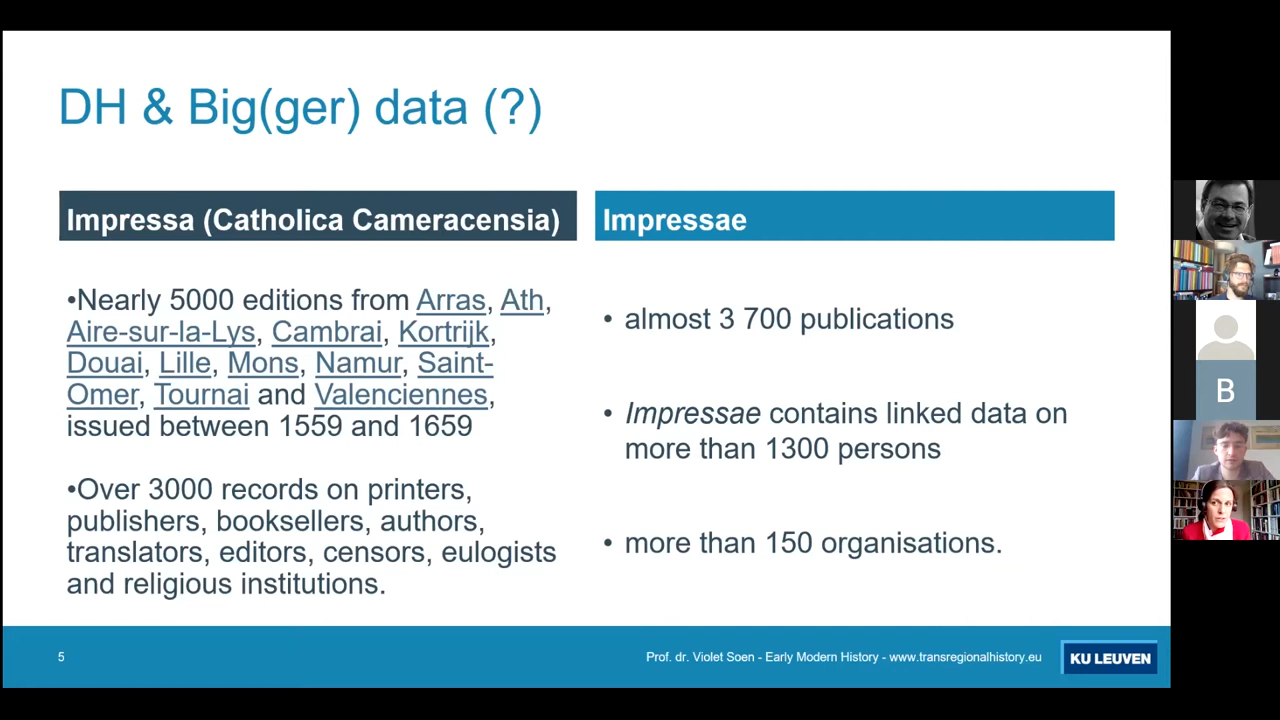 DH & Big(ger) data (?)
Impressa (Catholica Cameracensia)
•Nearly 5000 editions from Arras, Ath,
Aire-sur-la-Lys, Cambrai, Kortrijk,
Douai, Lille, Mons, Namur, Saint-
Omer, Tournai and Valenciennes,
issued between 1559 and 1659
•Over 3000 records on printers,
publishers, booksellers, authors,
translators, editors, censors, eulogists
and religious institutions.
Impressae
• almost 3 700 publications
• Impressae contains linked data on
more than 1300 persons
• more than 150 organisations.
5
Prof. dr. Violet Soen - Early Modern History - www.transregionalhistory.eu
KU LEUVEN
B